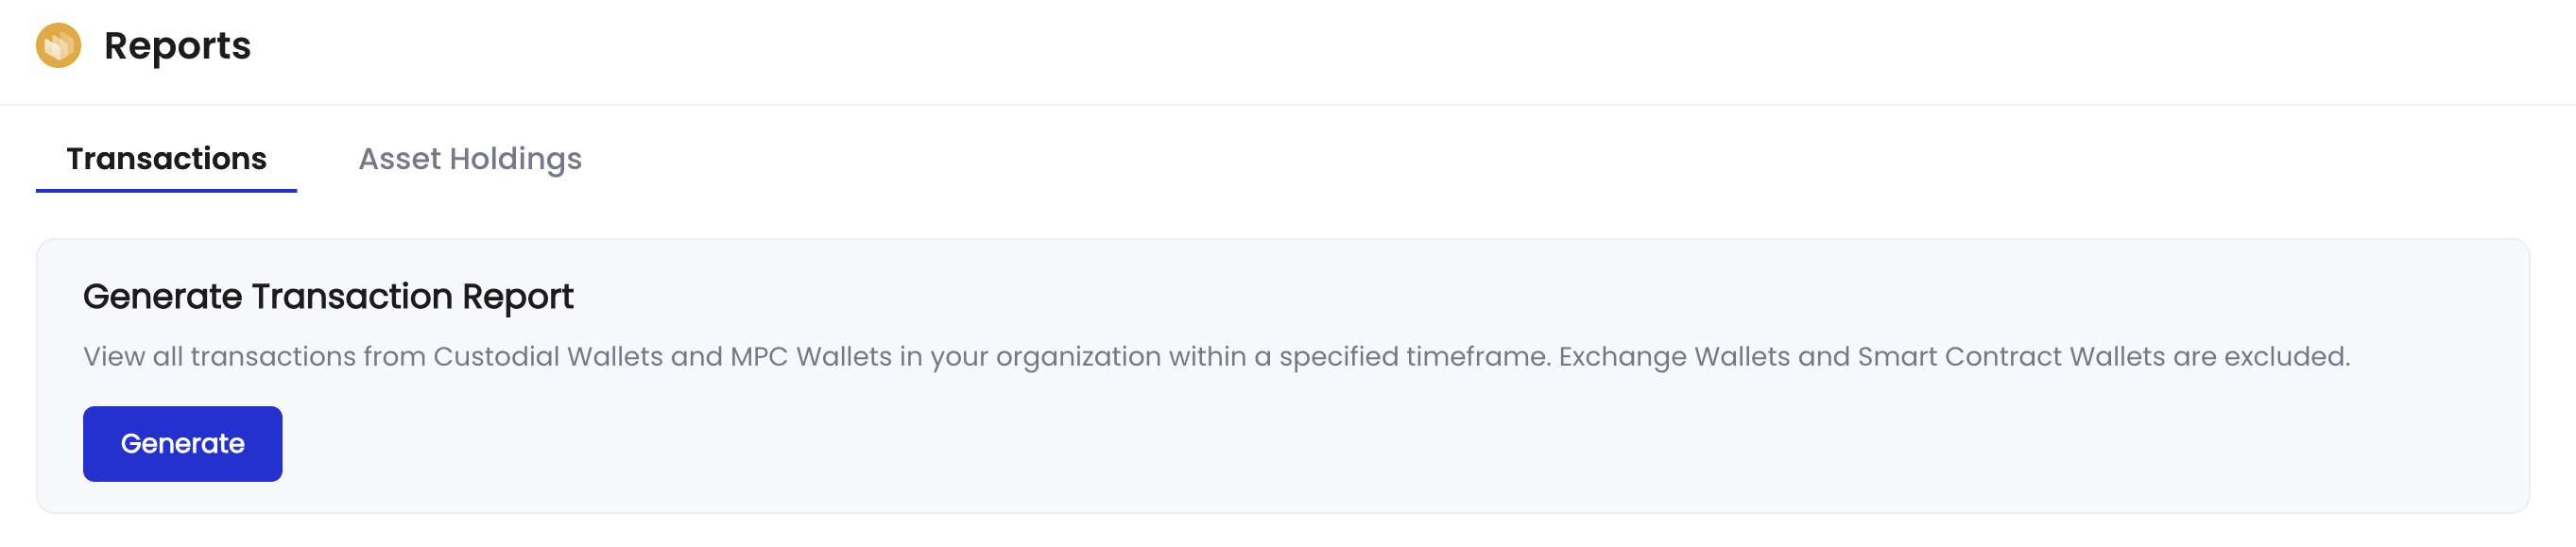 Reports
Transactions
Asset Holdings
Generate Transaction Report
View all transactions from Custodial Wallets and MPC Wallets in your organization within a specified timeframe. Exchange Wallets and Smart Contract Wallets are excluded.
Generate